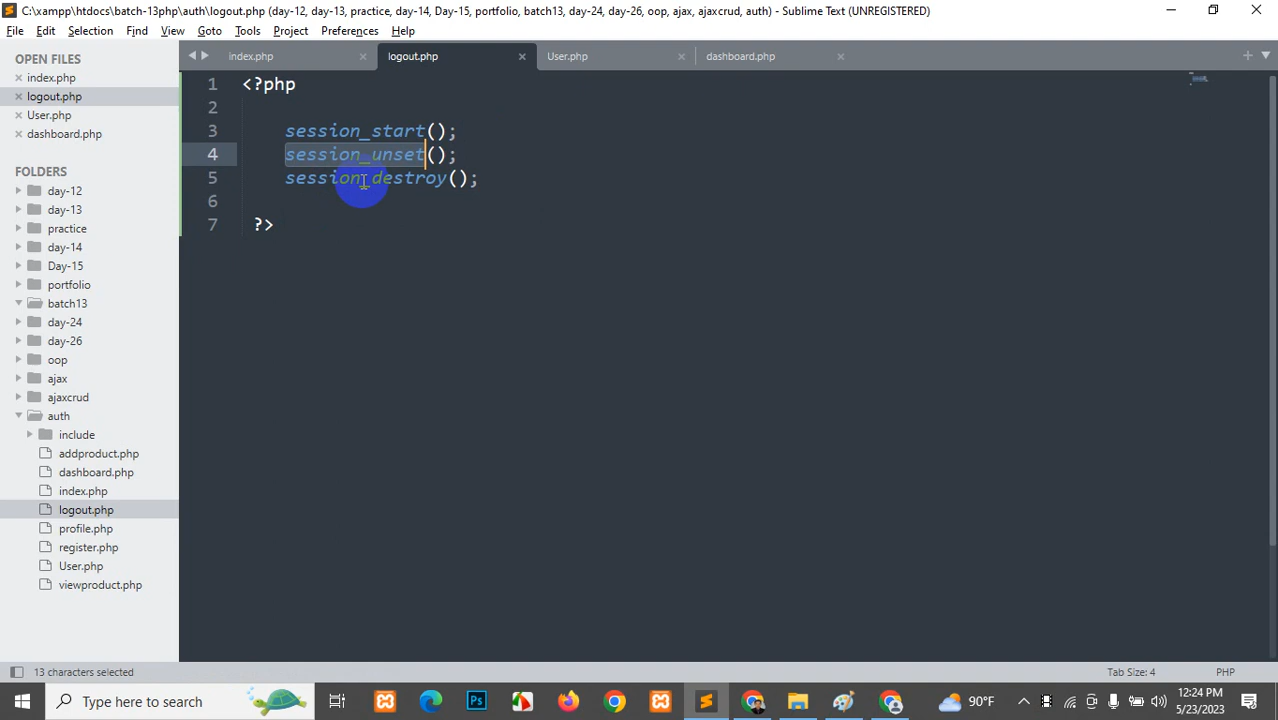 C:\xampp\htdocs\batch-13php\auth\logout.php (day-12, day-13, practice, day-14, Day-15, portfolio, batch13, day-24, day-26, oop, ajax, ajaxcrud, auth) - Sublime Text (UNREGISTERED)
File Edit Selection Find View Goto Tools Project Preferences Help
OPEN FILES
index.php
logout.php
User.php
dashboard.php
FOLDERS
day-12
day-13
practice
day-14
Day-15
portfolio
batch13
day-24
day-26
oop
ajax
ajaxcrud
auth
include
addproduct.php
dashboard.php
index.php
logout.php
profile.php
register.php
User.php
viewproduct.php
index.php logout.php User.php dashboard.php
1 <?php
2
3 session_start();
4 session_unset();
5 session_destroy();
6
7 ?>
13 characters selected Tab Size: 4 PHP
Type here to search Ps 90°F 12:24 PM
5/23/2023